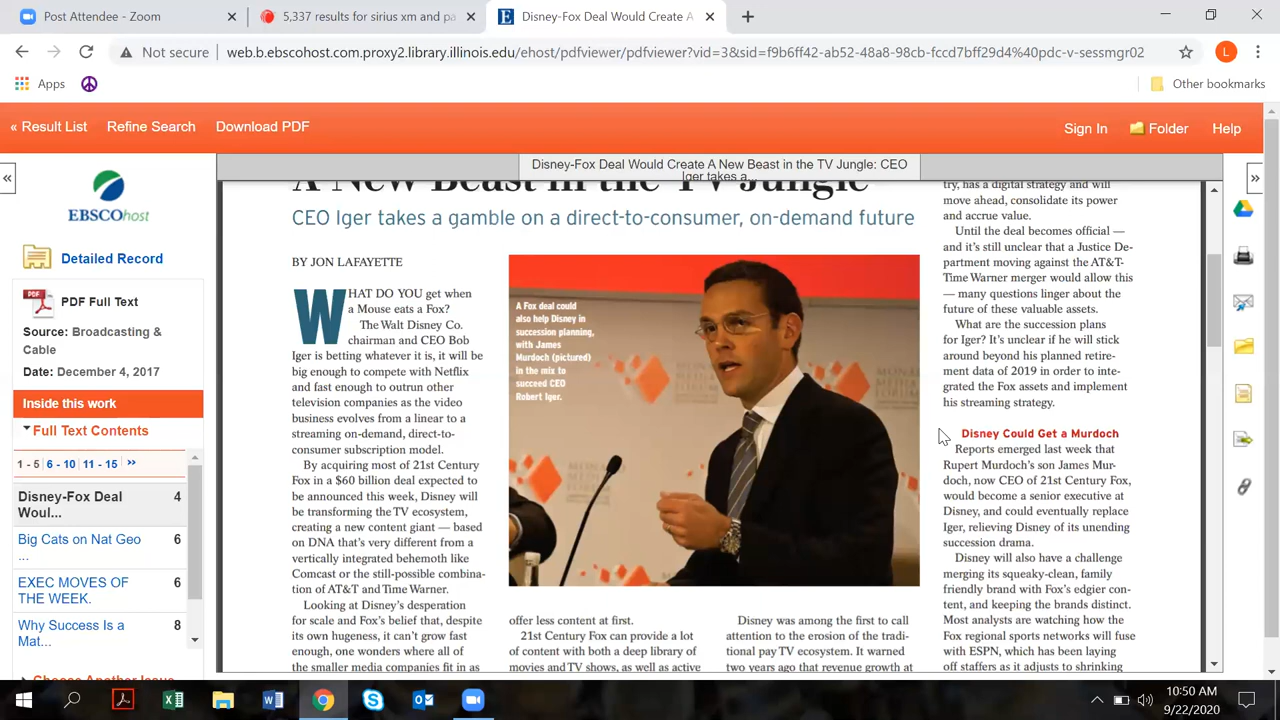 Post Attendee - Zoom
5,337 results for sirius xm and pa
Disney-Fox Deal Would Create A
Not secure
web.b.ebscohost.com.proxy2.library.illinois.edu/ehost/pdfviewer/pdfviewer?vid=3&sid=f9b6ff42-ab52-48a8-98cb-fccd7bff29d4%40pdc-v-sessmgr02
L
Apps
Other bookmarks
« Result List
Refine Search
Download PDF
Sign In
Folder
Help
Disney-Fox Deal Would Create A New Beast in the TV Jungle: CEO
Iger takes a...
«
»
EBSCOhost
Detailed Record
PDF
PDF Full Text
Source: Broadcasting &
Cable
Date: December 4, 2017
Inside this work
Full Text Contents
1 - 5 6 - 10 11 - 15 »
Disney-Fox Deal
Woul...
4
Big Cats on Nat Geo
...
6
EXEC MOVES OF
THE WEEK.
6
Why Success Is a
Mat...
8
Choose Another Issue
A New Beast in the TV Jungle
CEO Iger takes a gamble on a direct-to-consumer, on-demand future
BY JON LAFAYETTE
WHAT DO YOU get when
a Mouse eats a Fox?
The Walt Disney Co.
chairman and CEO Bob
Iger is betting whatever it is, it will be
big enough to compete with Netflix
and fast enough to outrun other
television companies as the video
business evolves from a linear to a
streaming on-demand, direct-to-
consumer subscription model.
By acquiring most of 21st Century
Fox in a $60 billion deal expected to
be announced this week, Disney will
be transforming the TV ecosystem,
creating a new content giant — based
on DNA that's very different from a
vertically integrated behemoth like
Comcast or the still-possible combina-
tion of AT&T and Time Warner.
Looking at Disney's desperation
for scale and Fox's belief that, despite
its own hugeness, it can't grow fast
enough, one wonders where all of
the smaller media companies fit in as
A Fox deal could
also help Disney in
succession planning,
with James
Murdoch (pictured)
in the mix to
succeed CEO
Robert Iger.
offer less content at first.
21st Century Fox can provide a lot
of content with both a deep library of
movies and TV shows, as well as active
Disney was among the first to call
attention to the erosion of the tradi-
tional pay TV ecosystem. It warned
two years ago that revenue growth at
try, has a digital strategy and will
move ahead, consolidate its power
and accrue value.
Until the deal becomes official —
and it's still unclear that a Justice De-
partment moving against the AT&T-
Time Warner merger would allow this
— many questions linger about the
future of these valuable assets.
What are the succession plans
for Iger? It's unclear if he will stick
around beyond his planned retire-
ment data of 2019 in order to inte-
grated the Fox assets and implement
his streaming strategy.
Disney Could Get a Murdoch
Reports emerged last week that
Rupert Murdoch's son James Mur-
doch, now CEO of 21st Century Fox,
would become a senior executive at
Disney, and could eventually replace
Iger, relieving Disney of its unending
succession drama.
Disney will also have a challenge
merging its squeaky-clean, family
friendly brand with Fox's edgier con-
tent, and keeping the brands distinct.
Most analysts are watching how the
Fox regional sports networks will fuse
with ESPN, which has been laying
off staffers as it adjusts to shrinking
10:50 AM
9/22/2020